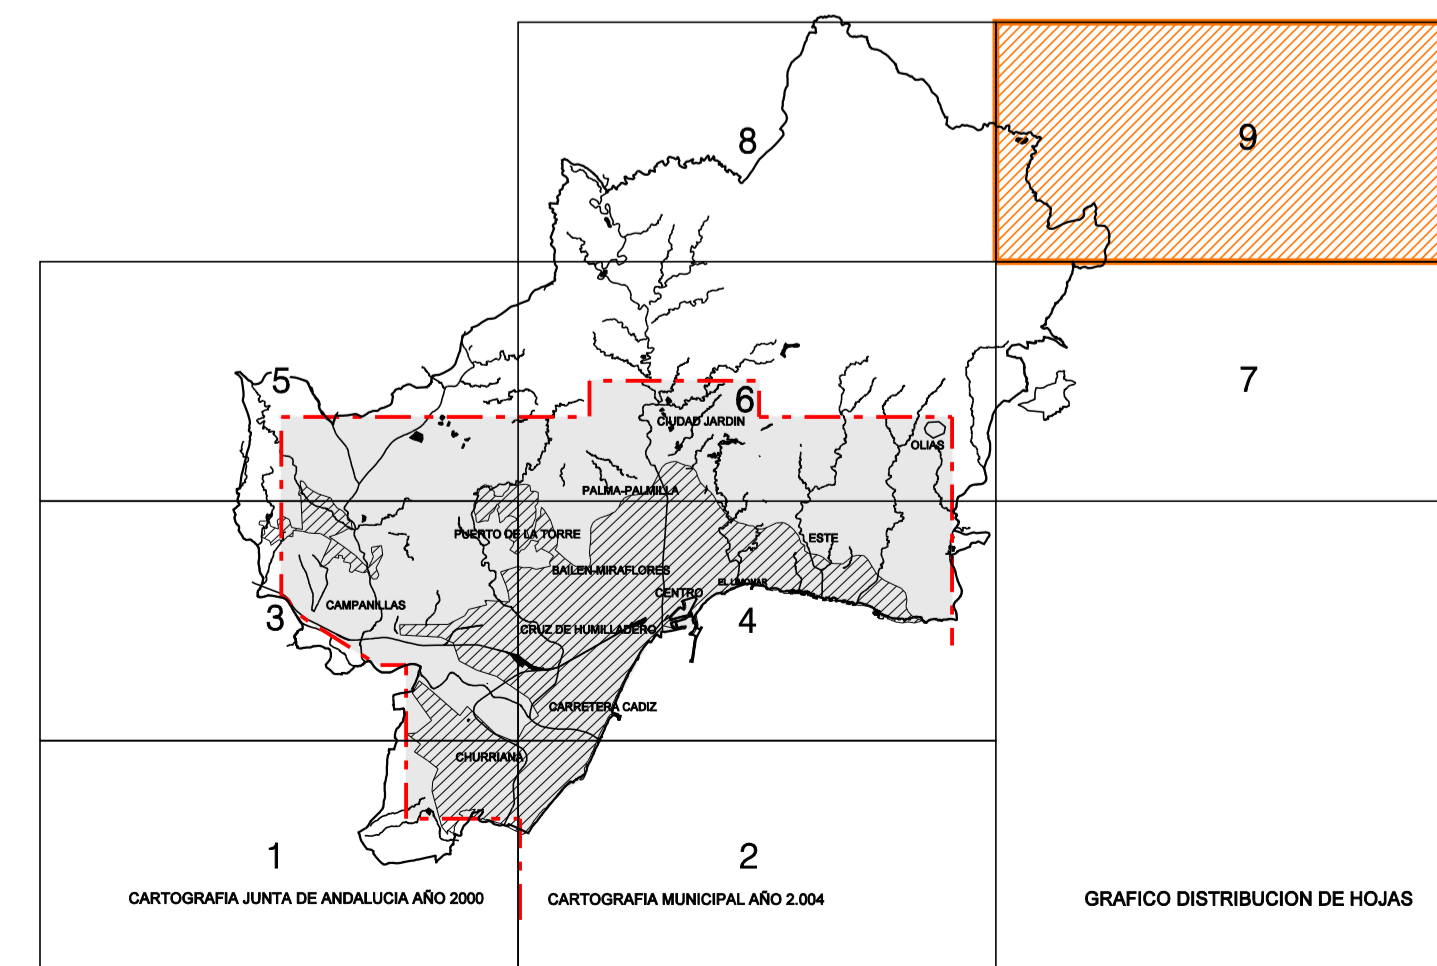 8
9
5
6
7
CIUDAD JARDIN
OLIAS
PALMA-PALMILLA
PUERTO DE LA TORRE
ESTE
BAILEN-MIRAFLORES
EL LIMONAR
CENTRO
CAMPANILLAS
3
4
CRUZ DE HUMILLADERO
CARRETERA CADIZ
CHURRIANA
1
2
CARTOGRAFIA JUNTA DE ANDALUCIA AÑO 2000
CARTOGRAFIA MUNICIPAL AÑO 2.004
GRAFICO DISTRIBUCION DE HOJAS